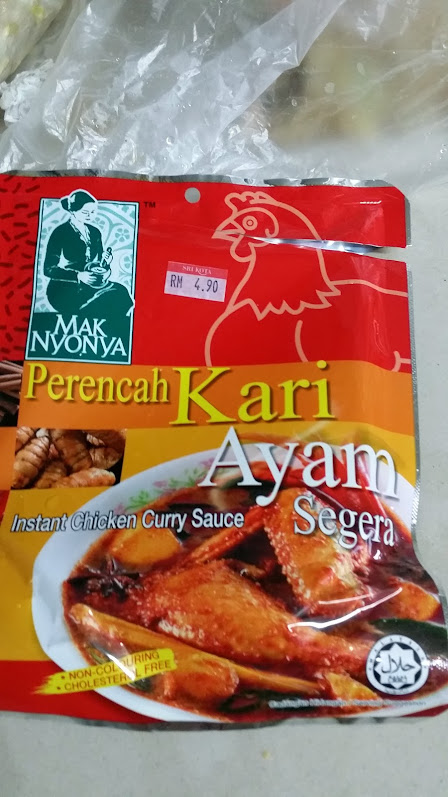 TM
MAK
NYONYA
SRI KOTA
RM 4.90
Perencah Kari
Ayam
Segera
Instant Chicken Curry Sauce
• NON-COLOURING
• CHOLESTEROL FREE
حلال